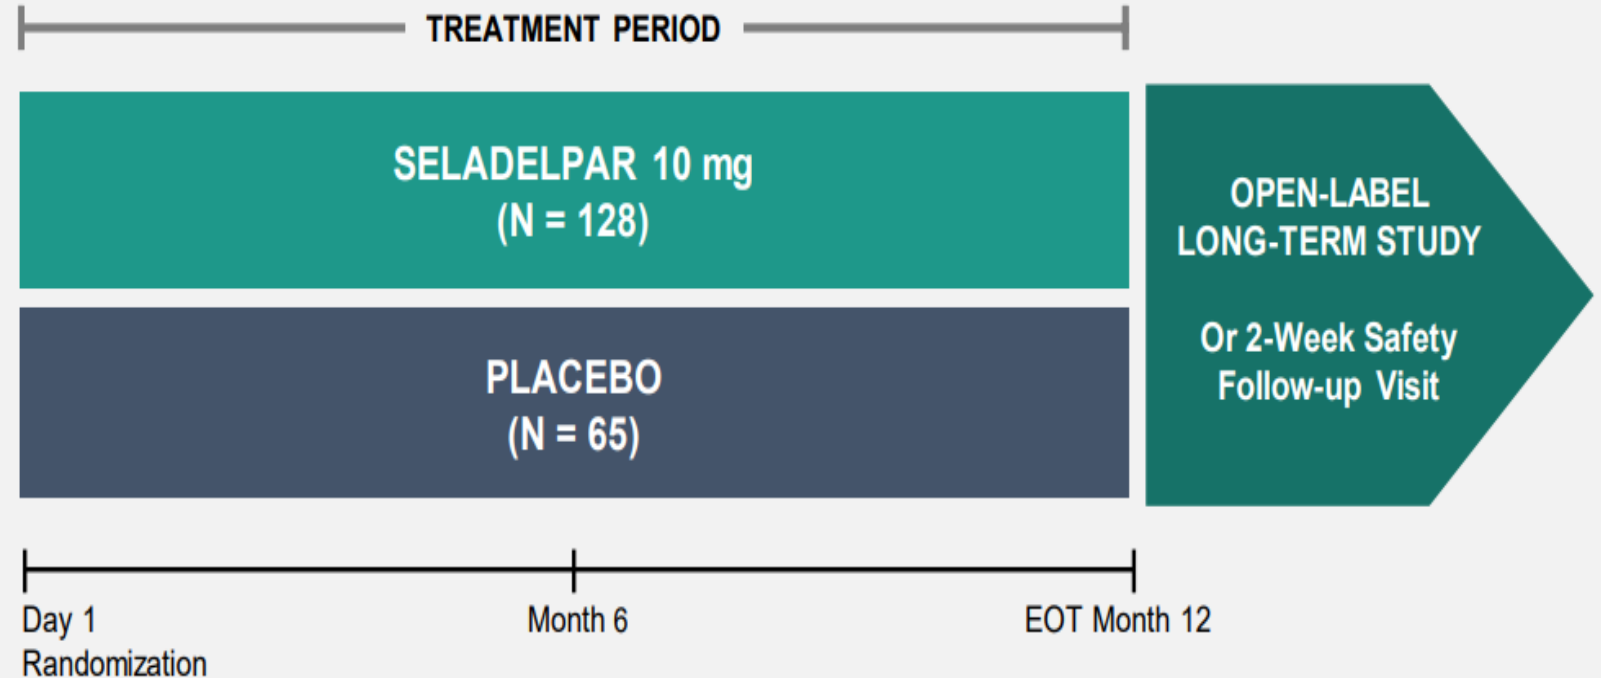 TREATMENT PERIOD
SELADELPAR 10 mg
(N = 128)
PLACEBO
(N = 65)
OPEN-LABEL
LONG-TERM STUDY
Or 2-Week Safety
Follow-up Visit
Day 1
Randomization
Month 6
EOT Month 12